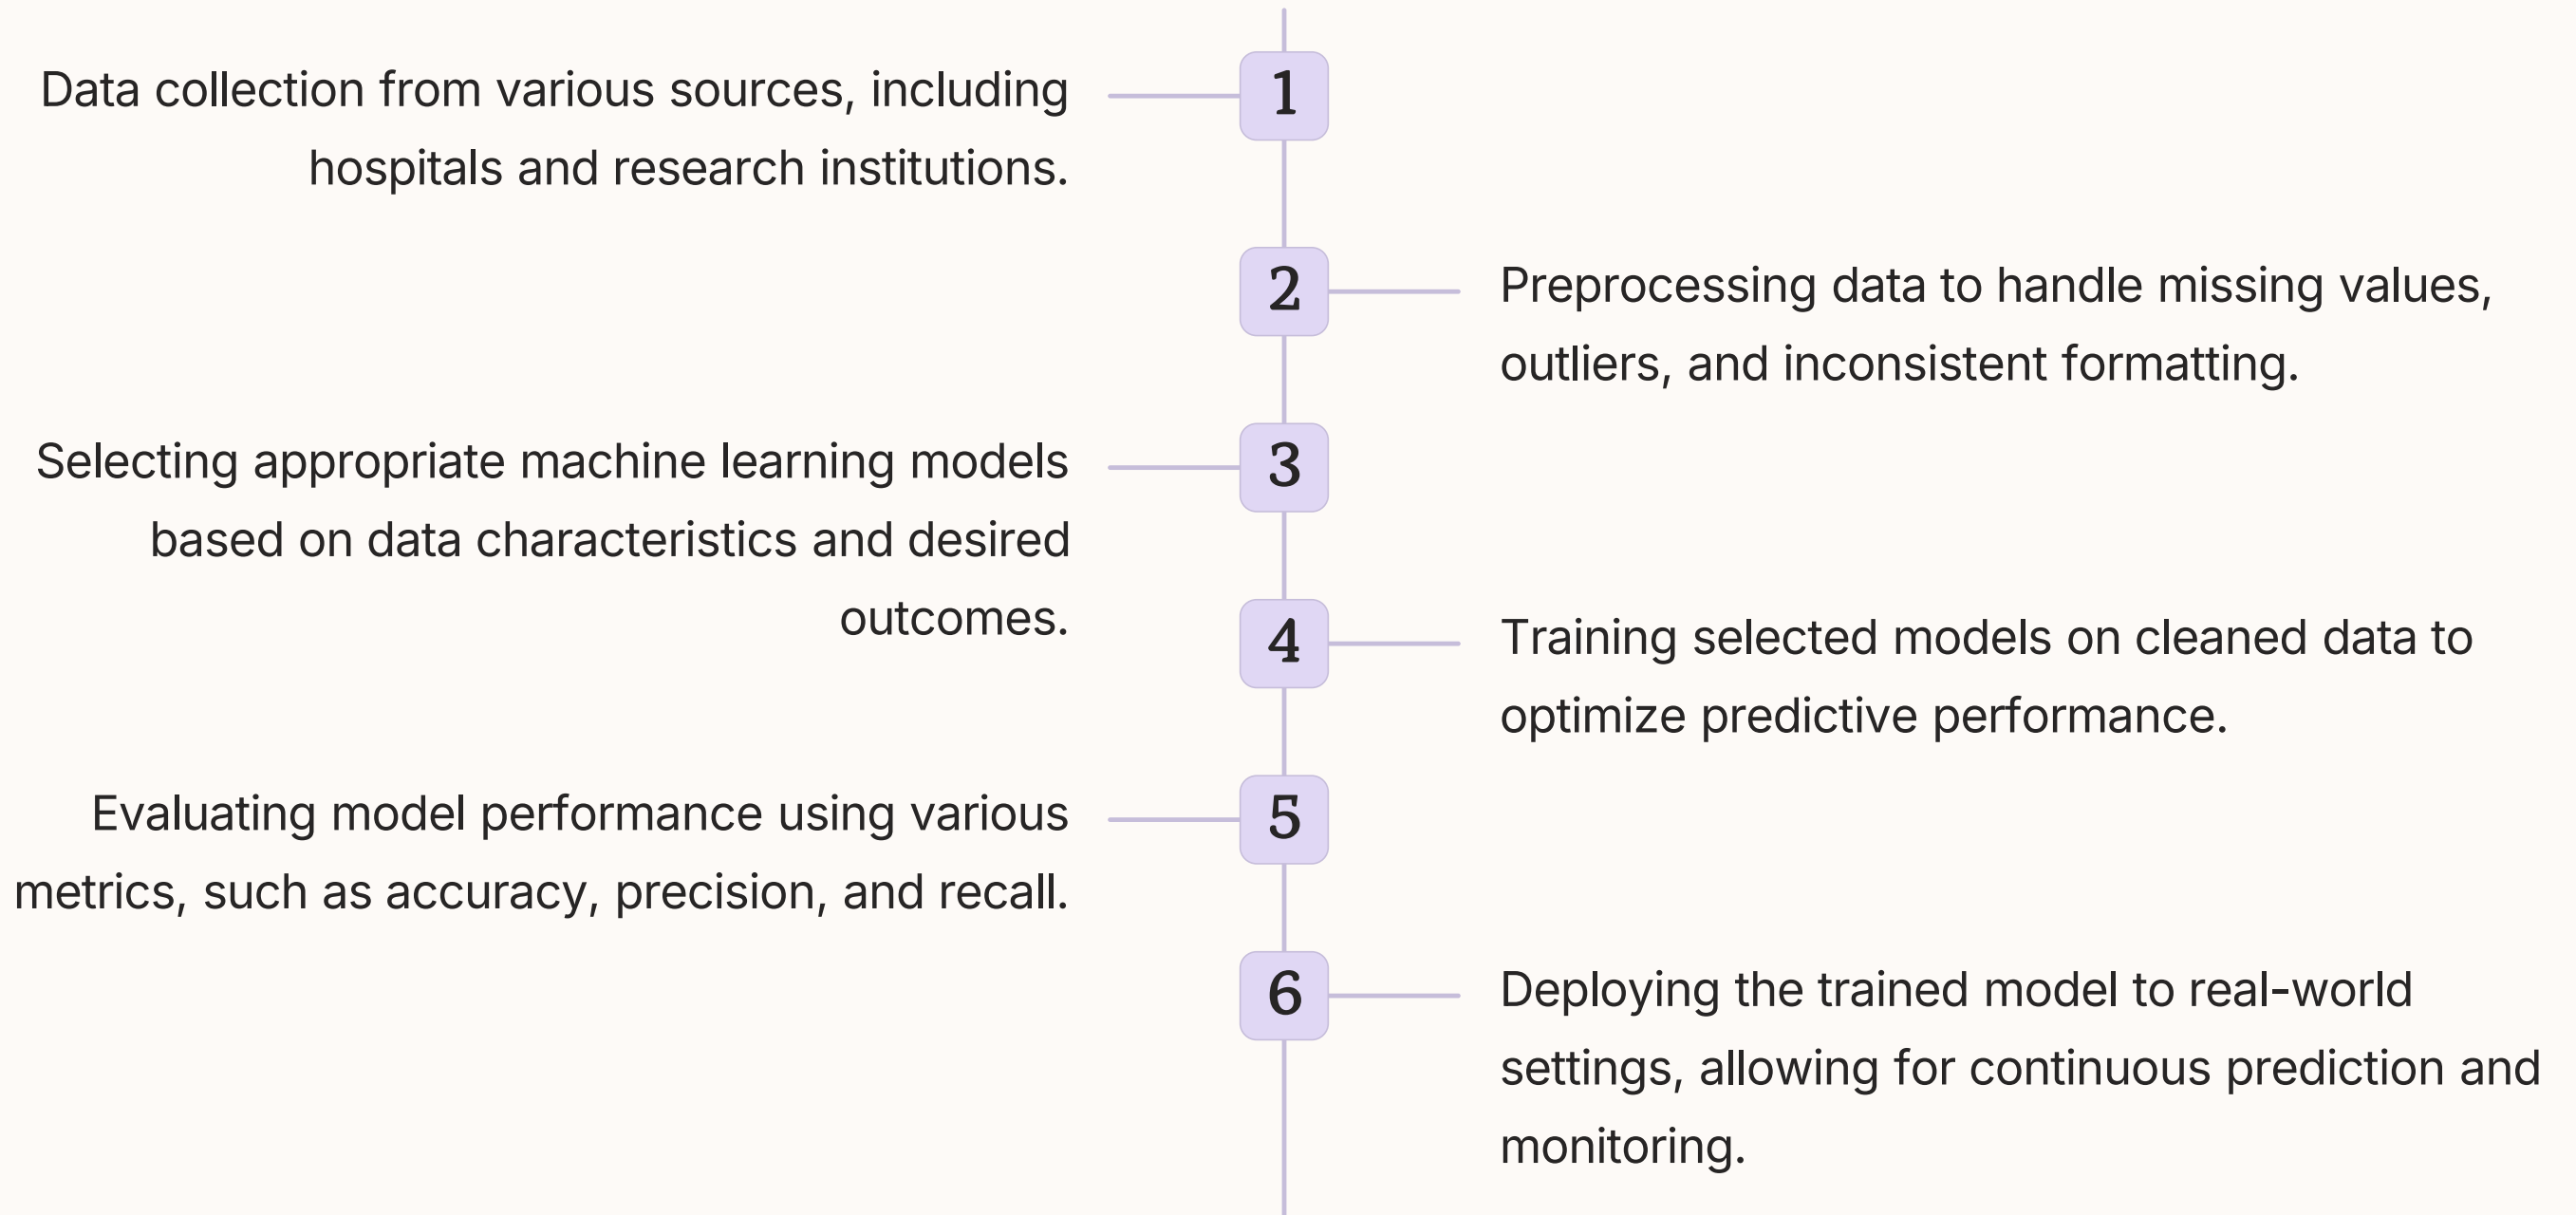 1
Data collection from various sources, including
hospitals and research institutions.
2
Preprocessing data to handle missing values,
outliers, and inconsistent formatting.
3
Selecting appropriate machine learning models
based on data characteristics and desired
outcomes.
4
Training selected models on cleaned data to
optimize predictive performance.
5
Evaluating model performance using various
metrics, such as accuracy, precision, and recall.
6
Deploying the trained model to real-world
settings, allowing for continuous prediction and
monitoring.